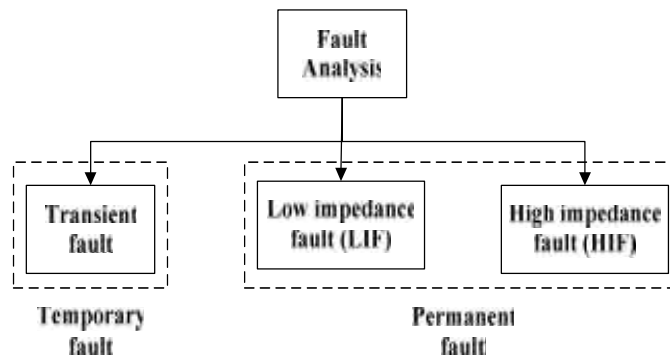 Fault
Analysis
Transient
fault
Low impedance
fault (LIF)
High impedance
fault (HIF)
Temporary
fault
Permanent
fault